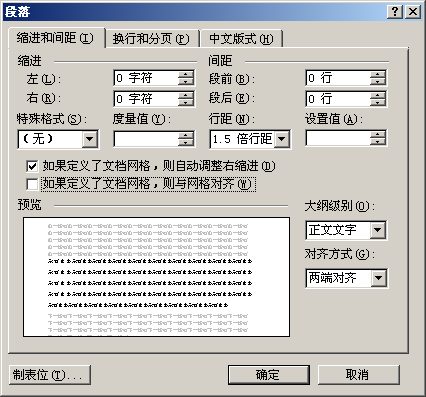 段落
缩进和间距(I) 换行和分页(P) 中文版式(H)
缩进 间距
左(L): 0 字符 段前(B): 0 行
右(R): 0 字符 段后(E): 0 行
特殊格式(S): 度量值(Y): 行距(N): 设置值(A):
(无) 1.5 倍行距
如果定义了文档网格，则自动调整右缩进(D)
如果定义了文档网格，则与网格对齐(W)
预览 大纲级别(O):
正文文字
对齐方式(G):
两端对齐
制表位(T)... 确定 取消